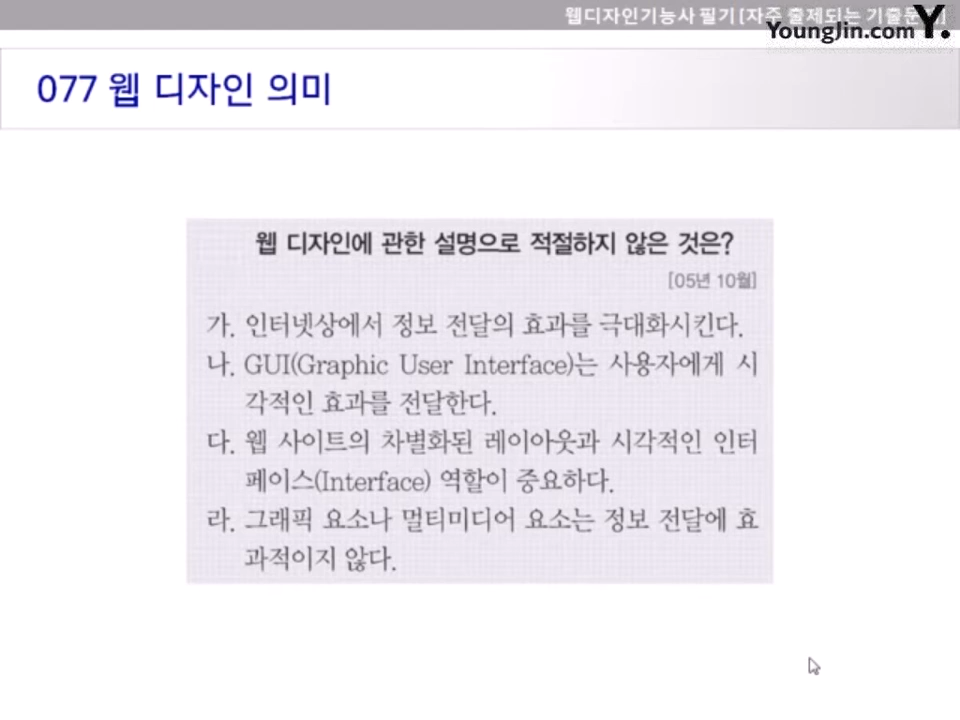 웹디자인기능사 필기[자주 출제되는 기출문제]
YoungJin.com Y.
077 웹 디자인 의미
웹 디자인에 관한 설명으로 적절하지 않은 것은?
[05년 10월]
가. 인터넷상에서 정보 전달의 효과를 극대화시킨다.
나. GUI(Graphic User Interface)는 사용자에게 시
각적인 효과를 전달한다.
다. 웹 사이트의 차별화된 레이아웃과 시각적인 인터
페이스(Interface) 역할이 중요하다.
라. 그래픽 요소나 멀티미디어 요소는 정보 전달에 효
과적이지 않다.